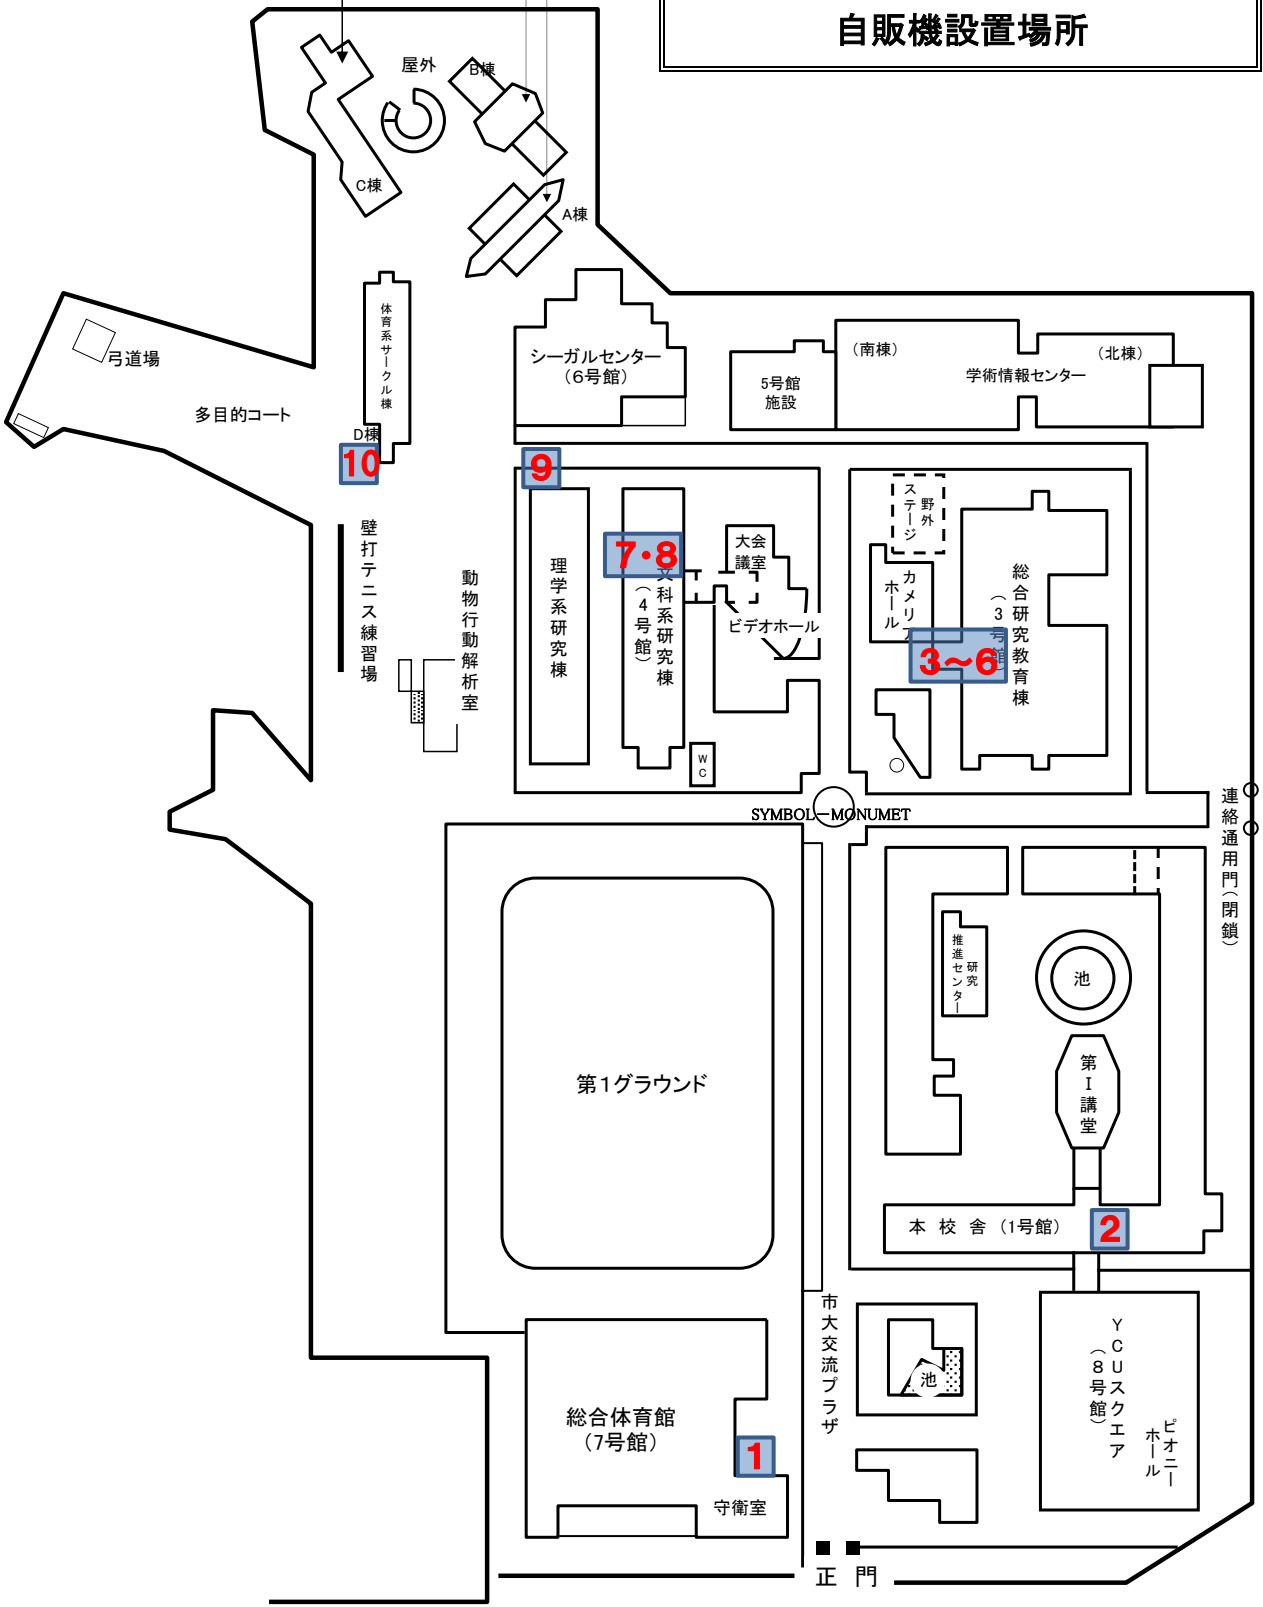 自販機設置場所
屋外
B棟
C棟
A棟
体育系サークル棟
D棟
10
弓道場
多目的コート
シーガルセンター
(6号館)
5号館
施設
(南棟)
(北棟)
学術情報センター
9
壁打テニス練習場
動物行動解析室
理学系研究棟
7・8
文科系研究棟
(4号館)
大会
議室
ビデオホール
WC
野外
ステージ
カメリア
ホール
総合研究教育棟
(3号館)
3～6
SYMBOL-MONUMET
連絡通用門(閉鎖)
研究
推進センター
池
第I講堂
第1グラウンド
本 校 舎 (1号館)
2
市大交流プラザ
池
YCUスクエア
(8号館)
ピオニー
ホール
総合体育館
(7号館)
1
守衛室
正 門